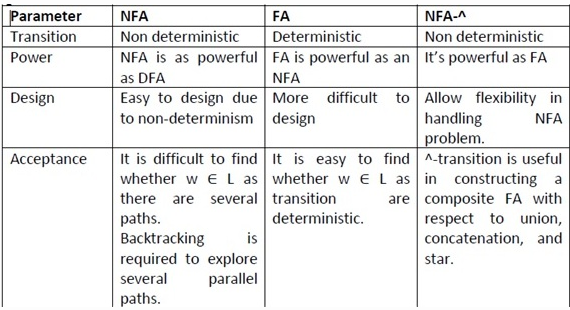 Parameter NFA FA NFA-^
Transition Non deterministic Deterministic Non deterministic
Power NFA is as powerful as DFA FA is powerful as an NFA It's powerful as FA
Design Easy to design due to non-determinism More difficult to design Allow flexibility in handling NFA problem.
Acceptance It is difficult to find whether w ∈ L as there are several paths. Backtracking is required to explore several parallel paths. It is easy to find whether w ∈ L as transition are deterministic. ^-transition is useful in constructing a composite FA with respect to union, concatenation, and star.